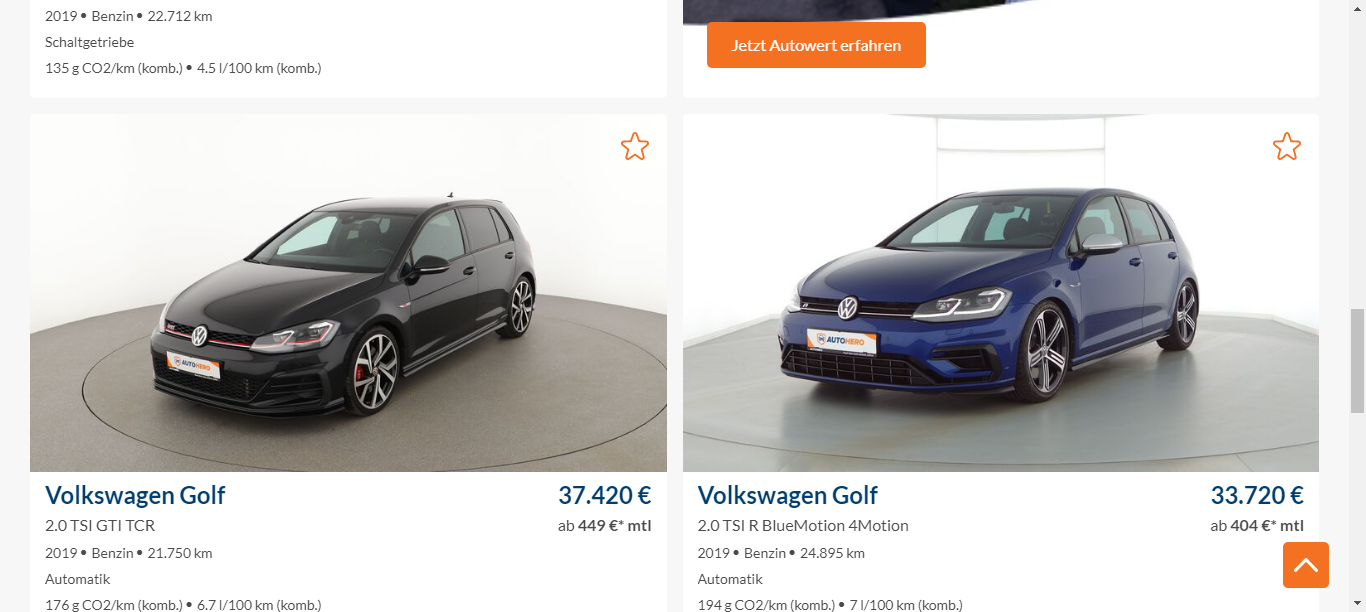 2019 • Benzin • 22.712 km
Schaltgetriebe
135 g CO2/km (komb.) • 4.5 l/100 km (komb.)
Jetzt Autowert erfahren
AUTOHERO
AUTOHERO
Volkswagen Golf 37.420 €
2.0 TSI GTI TCR ab 449 €* mtl
2019 • Benzin • 21.750 km
Automatik
176 g CO2/km (komb.) • 6.7 l/100 km (komb.)
Volkswagen Golf 33.720 €
2.0 TSI R BlueMotion 4Motion ab 404 €* mtl
2019 • Benzin • 24.895 km
Automatik
194 g CO2/km (komb.) • 7 l/100 km (komb.)